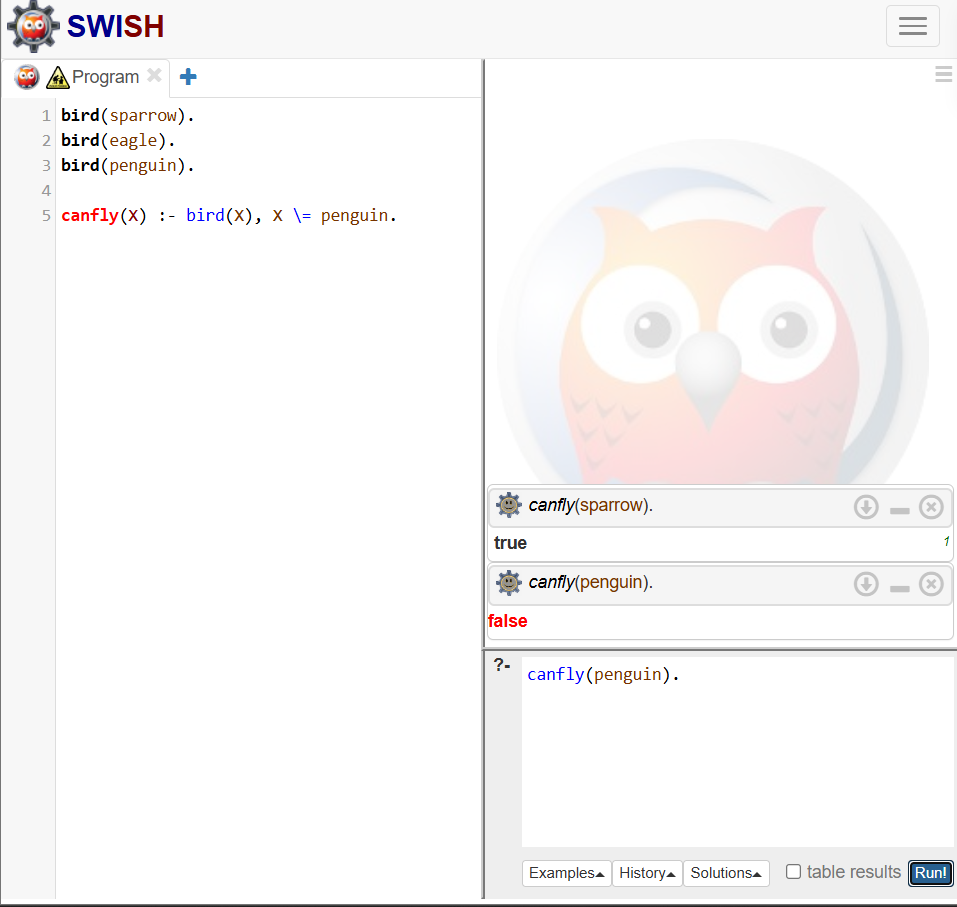 SWISH
Program
1 bird(sparrow).
2 bird(eagle).
3 bird(penguin).
4
5 canfly(X) :- bird(X), X \= penguin.
canfly(sparrow).
true 1
canfly(penguin).
false
?- canfly(penguin).
Examples History Solutions table results Run!